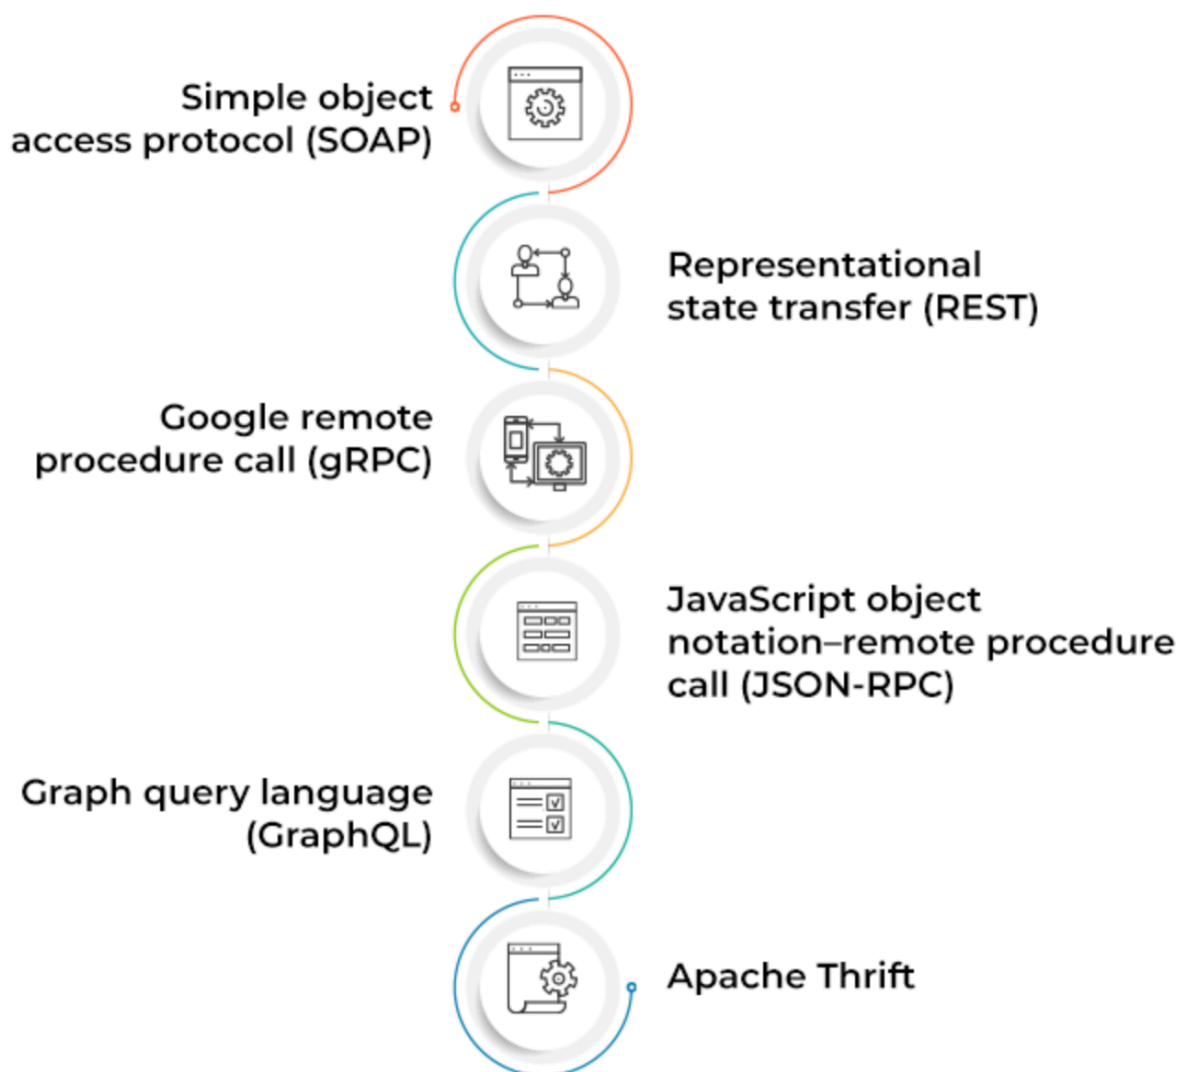 Simple object
access protocol (SOAP)
Representational
state transfer (REST)
Google remote
procedure call (gRPC)
JavaScript object
notation–remote procedure
call (JSON-RPC)
Graph query language
(GraphQL)
Apache Thrift